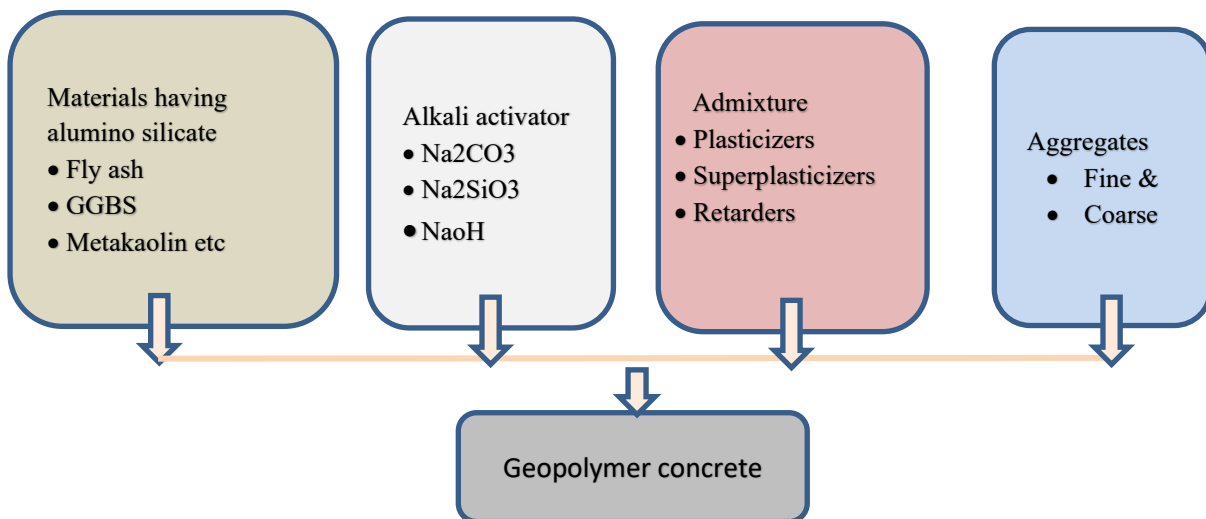 Materials having
alumino silicate
• Fly ash
• GGBS
• Metakaolin etc
Alkali activator
• Na2CO3
• Na2SiO3
• NaoH
Admixture
• Plasticizers
• Superplasticizers
• Retarders
Aggregates
• Fine &
• Coarse
Geopolymer concrete